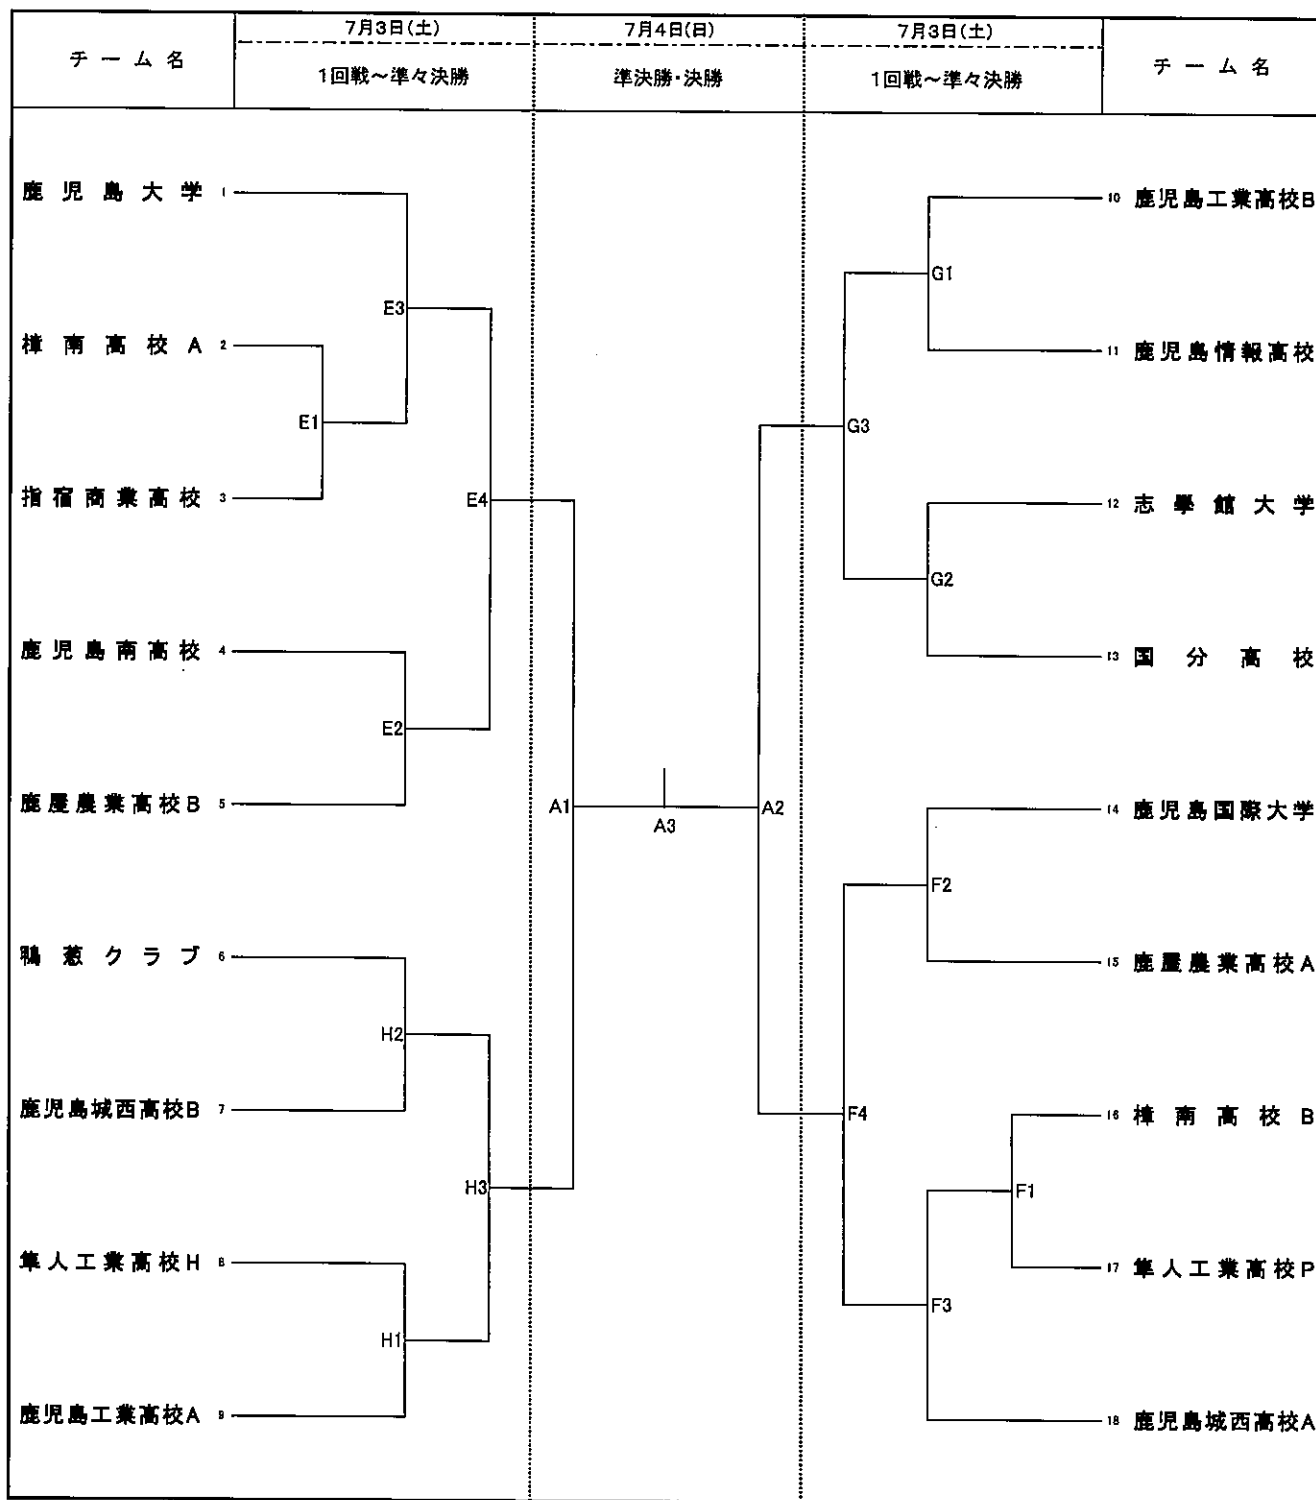 チーム名
7月3日(土)
1回戦～準々決勝
7月4日(日)
準決勝・決勝
7月3日(土)
1回戦～準々決勝
チーム名
鹿児島大学 1
樟南高校A 2
指宿商業高校 3
鹿児島南高校 4
鹿屋農業高校B 5
鴨葱クラブ 6
鹿児島城西高校B 7
隼人工業高校H 8
鹿児島工業高校A 9
E3
E1
E4
E2
H2
H3
H1
A1
A3
A2
G1
G3
G2
F2
F4
F1
F3
10 鹿児島工業高校B
11 鹿児島情報高校
12 志學館大学
13 国分高校
14 鹿児島国際大学
15 鹿屋農業高校A
16 樟南高校B
17 隼人工業高校P
18 鹿児島城西高校A